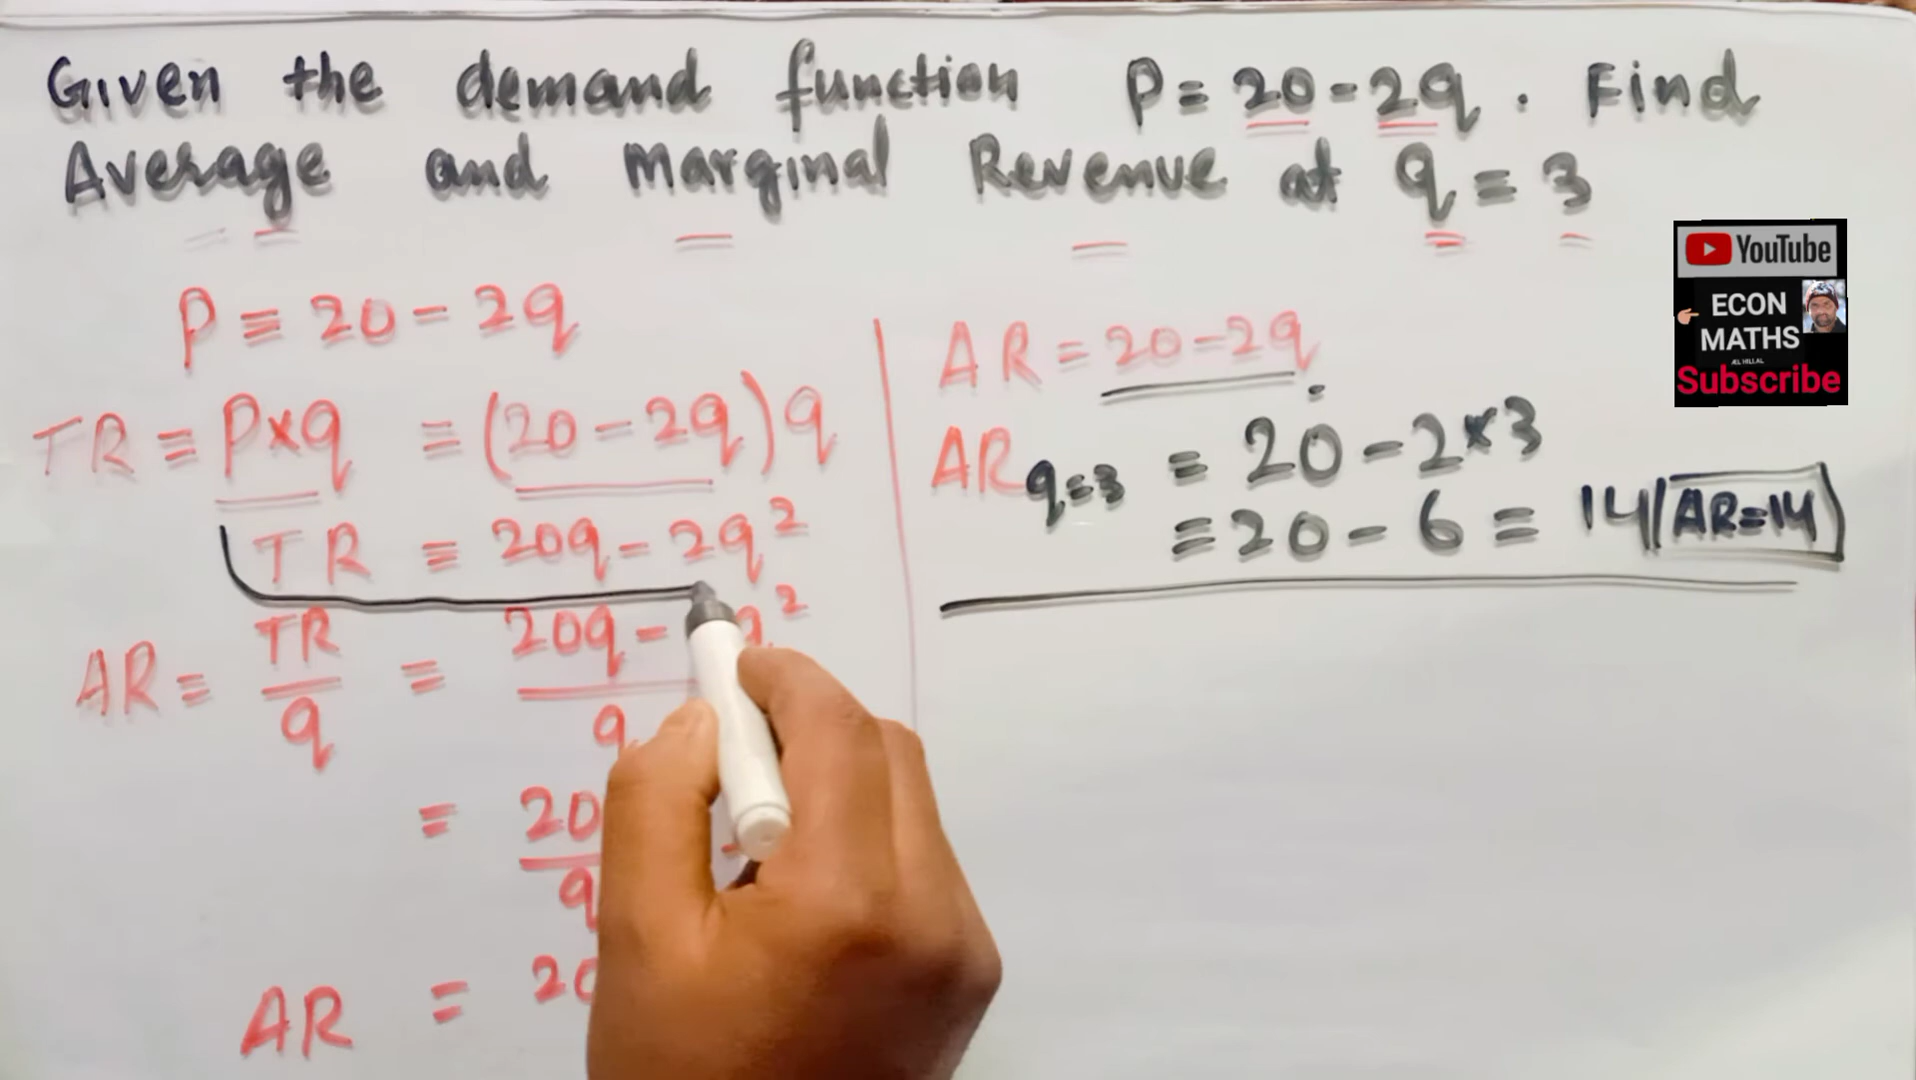 Given the demand function P = 20 - 2q . Find
Average and Marginal Revenue at q = 3
P = 20 - 2q
TR = P×q = (20 - 2q) q
TR = 20q - 2q²
AR = TR/q = 20q - q²
q
= 20
q
AR = 20
AR = 20 - 2q
AR q=3 = 20 - 2×3
= 20 - 6 = 14 AR=14
YouTube
ECON
MATHS
Subscribe